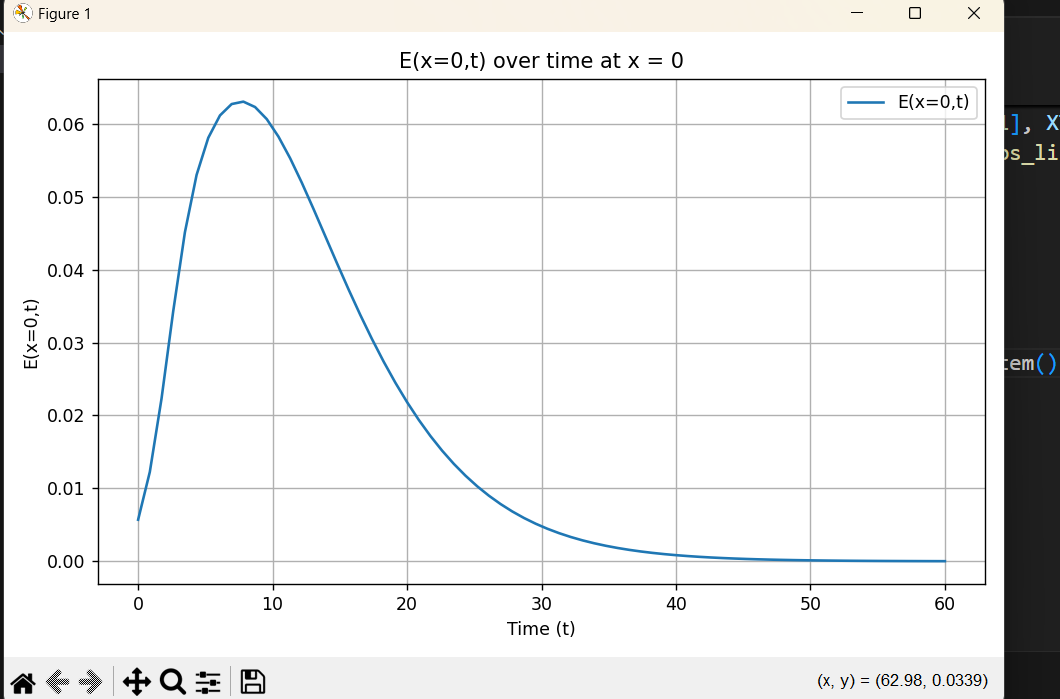 Figure 1
E(x=0,t) over time at x = 0
E(x=0,t)
0.06
0.05
0.04
0.03
0.02
0.01
0.00
E(x=0,t)
0 10 20 30 40 50 60
Time (t)
(x, y) = (62.98, 0.0339)
], X
os_li
em()